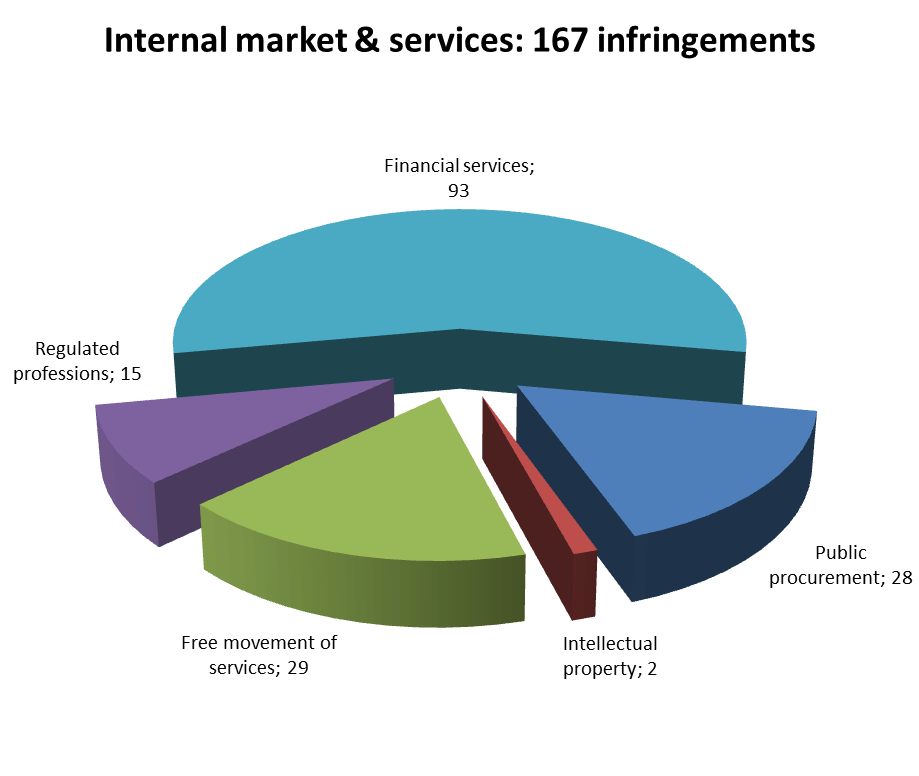 Internal market & services: 167 infringements
Financial services;
93
Regulated
professions; 15
Public
procurement; 28
Free movement of
services; 29
Intellectual
property; 2